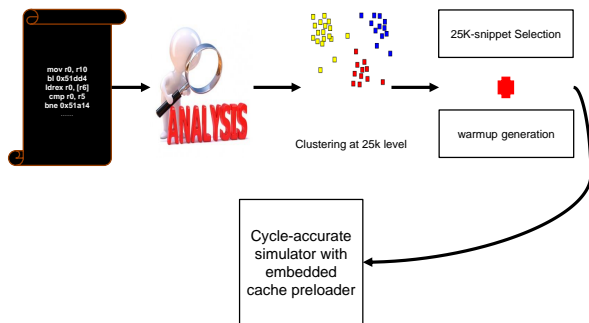 mov r0, r10
bl 0x51dd4
ldrex r0, [r6]
cmp r0, r5
bne 0x51a14
......
ANALYSIS
Clustering at 25k level
25K-snippet Selection
warmup generation
Cycle-accurate
simulator with
embedded
cache preloader